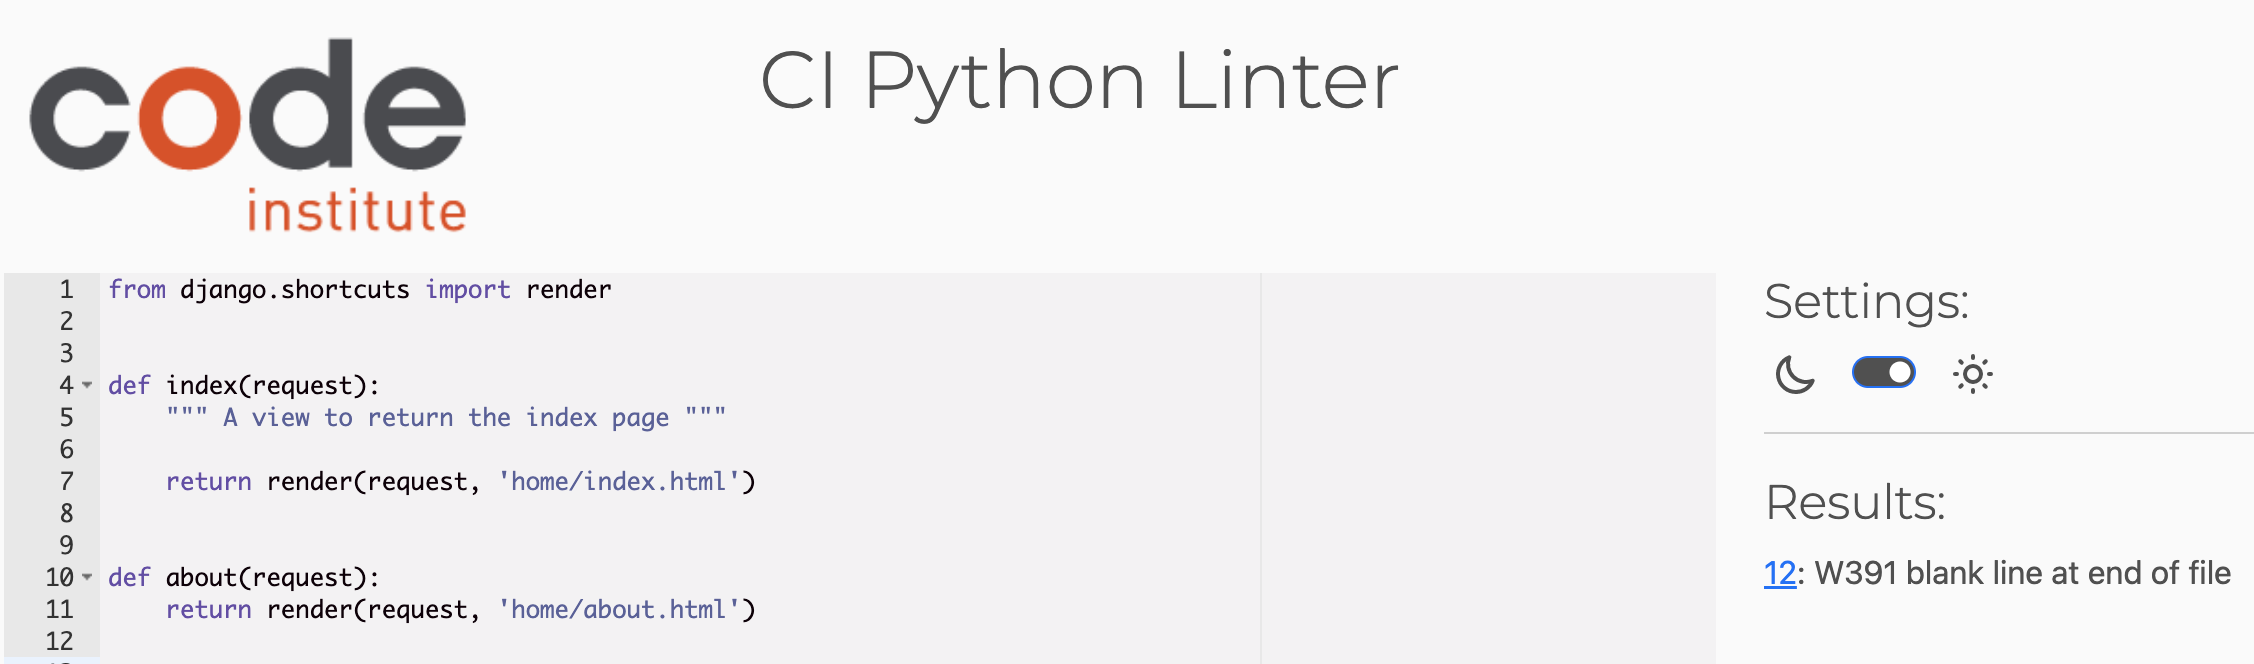 code
institute
CI Python Linter
1 from django.shortcuts import render
2
3
4 def index(request):
5     """ A view to return the index page """
6
7     return render(request, 'home/index.html')
8
9
10 def about(request):
11     return render(request, 'home/about.html')
12
Settings:
Results:
12: W391 blank line at end of file